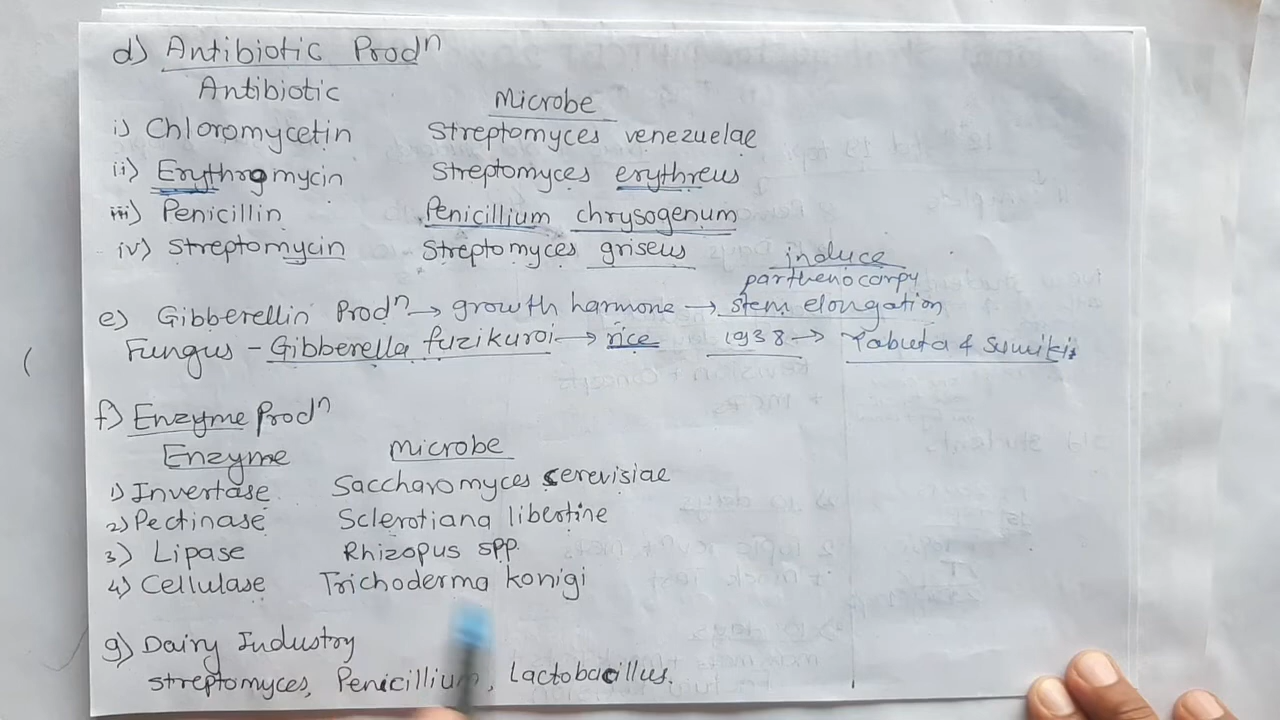 d) Antibiotic Prodⁿ
Antibiotic Microbe
i) Chloromycetin Streptomyces venezuelae
ii) Erythromycin Streptomyces erythreus
iii) Penicillin Penicillium chrysogenum
iv) Streptomycin Streptomyces griseus
induce
parthenocarpy
e) Gibberellin Prodⁿ → growth harmone → stem elongation
Fungus - Gibberella fuzikuroi → rice 1938 → Yabuta & Sumiki
f) Enzyme Prodⁿ
Enzyme Microbe
1) Invertase Saccharomyces cerevisiae
2) Pectinase Sclerotiana libertine
3) Lipase Rhizopus spp.
4) Cellulase Trichoderma konigi
g) Dairy Industry
Streptomyces, Penicillium, Lactobacillus.